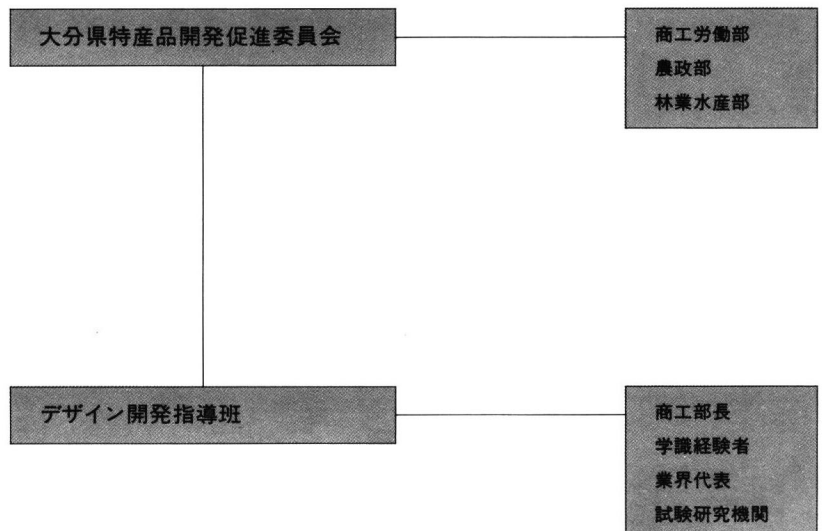 大分県特産品開発促進委員会
商工労働部
農政部
林業水産部
デザイン開発指導班
商工部長
学識経験者
業界代表
試験研究機関